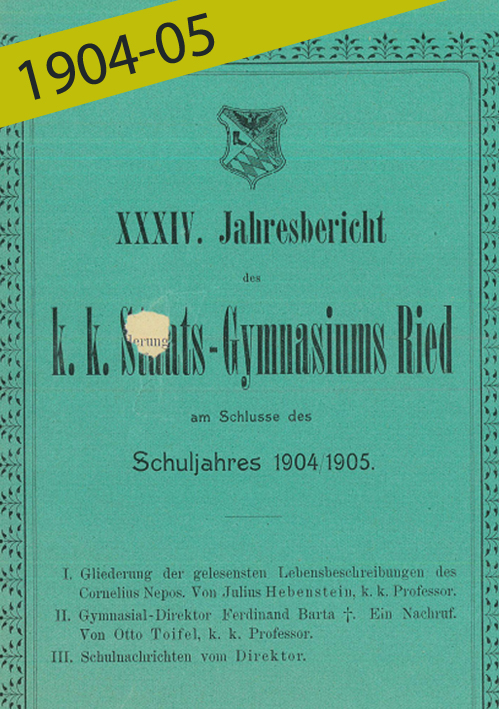 1904-05
XXXIV. Jahresbericht
des
k. k. Staats-Gymnasiums Ried
derung
am Schlusse des
Schuljahres 1904/1905.
I. Gliederung der gelesensten Lebensbeschreibungen des
Cornelius Nepos. Von Julius Hebenstein, k. k. Professor.
II. Gymnasial-Direktor Ferdinand Barta †. Ein Nachruf.
Von Otto Toifel, k. k. Professor.
III. Schulnachrichten vom Direktor.